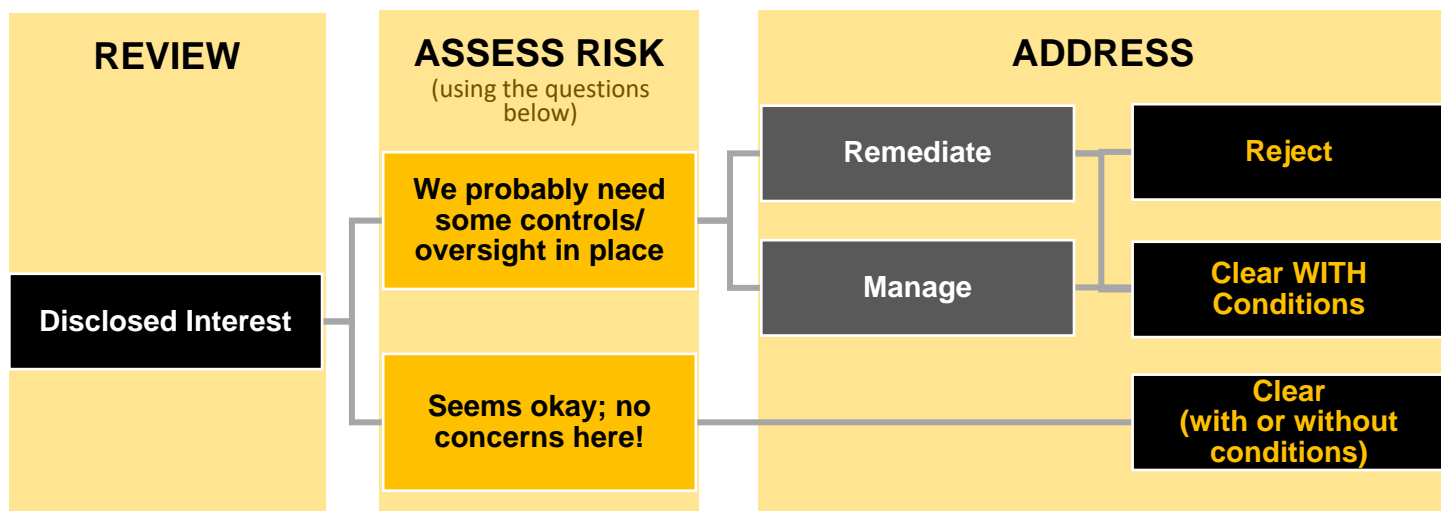 REVIEW
ASSESS RISK
(using the questions
below)
ADDRESS
Disclosed Interest
We probably need
some controls/
oversight in place
Seems okay; no
concerns here!
Remediate
Manage
Reject
Clear WITH
Conditions
Clear
(with or without
conditions)